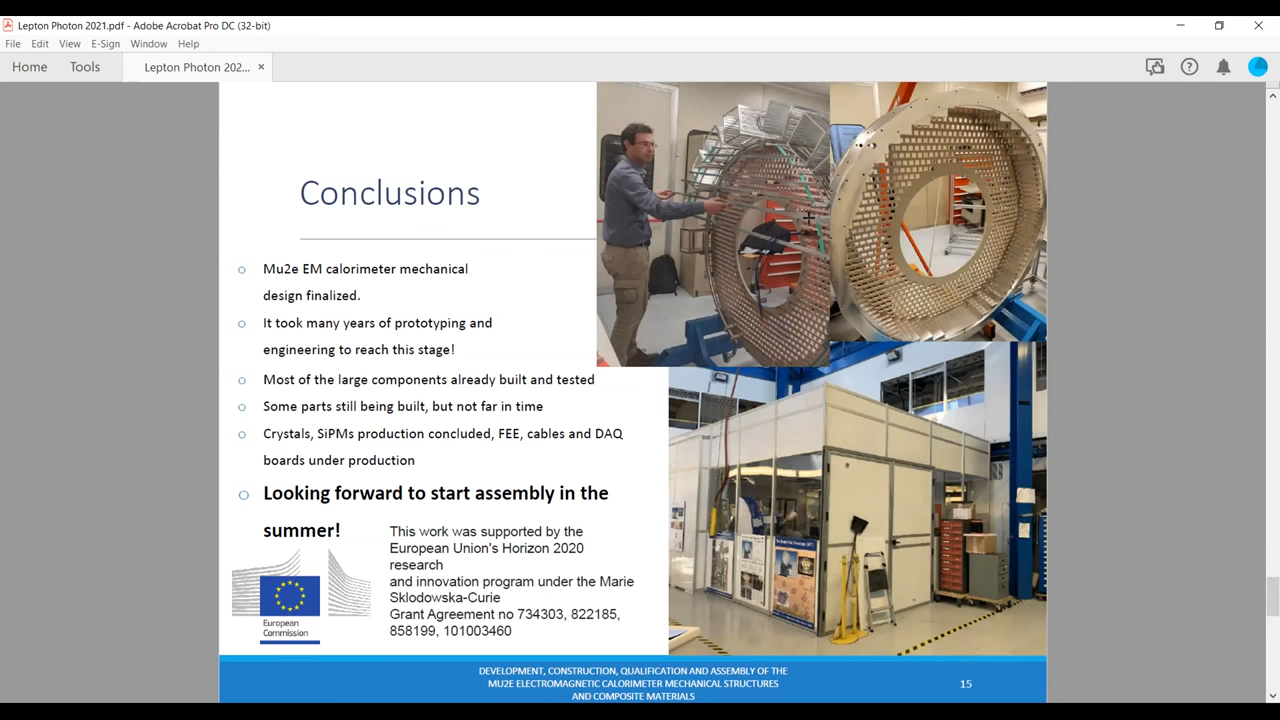 Lepton Photon 2021.pdf - Adobe Acrobat Pro DC (32-bit)
File Edit View E-Sign Window Help
Home Tools Lepton Photon 202... ×
Conclusions
Mu2e EM calorimeter mechanical
design finalized.
It took many years of prototyping and
engineering to reach this stage!
Most of the large components already built and tested
Some parts still being built, but not far in time
Crystals, SiPMs production concluded, FEE, cables and DAQ
boards under production
Looking forward to start assembly in the
summer!
This work was supported by the
European Union's Horizon 2020
research
and innovation program under the Marie
Sklodowska-Curie
Grant Agreement no 734303, 822185,
858199, 101003460
European
Commission
DEVELOPMENT, CONSTRUCTION, QUALIFICATION AND ASSEMBLY OF THE
MU2E ELECTROMAGNETIC CALORIMETER MECHANICAL STRUCTURES
AND COMPOSITE MATERIALS
15